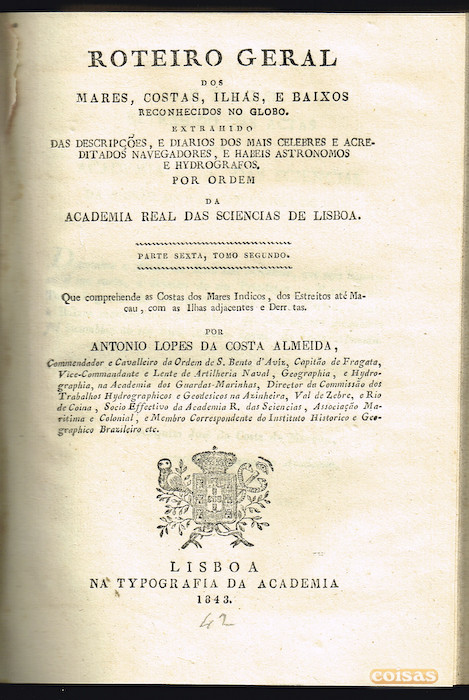 ROTEIRO GERAL
DOS
MARES, COSTAS, ILHAS, E BAIXOS
RECONHECIDOS NO GLOBO.
EXTRAHIDO
DAS DESCRIPÇÕES, E DIARIOS DOS MAIS CELEBRES E ACRE-
DITADOS NAVEGADORES, E HABEIS ASTRONOMOS
E HYDROGRAFOS.
POR ORDEM
DA
ACADEMIA REAL DAS SCIENCIAS DE LISBOA.
PARTE SEXTA, TOMO SEGUNDO.
Que comprehende as Costas dos Mares Indicos, dos Estreitos até Ma-
cau, com as Ilhas adjacentes e Derr.tas.
POR
ANTONIO LOPES DA COSTA ALMEIDA,
Commendador e Cavalleiro da Ordem de S. Bento d'Aviz, Capitão de Fragata,
Vice-Commandante e Lente de Artilheria Naval, Geographia, e Hydro-
graphia, na Academia dos Guardas-Marinhas, Director da Commissão dos
Trabalhos Hydrographicos e Geodesicos na Azinheira, Val de Zebre, e Rio
de Coina, Socio Effectivo da Academia R. das Sciencias, Associação Ma-
ritima e Colonial, e Membro Correspondente do Instituto Historico e Geo-
graphico Brazileiro etc.
LISBOA
NA TYPOGRAFIA DA ACADEMIA
1843.
42
coisas